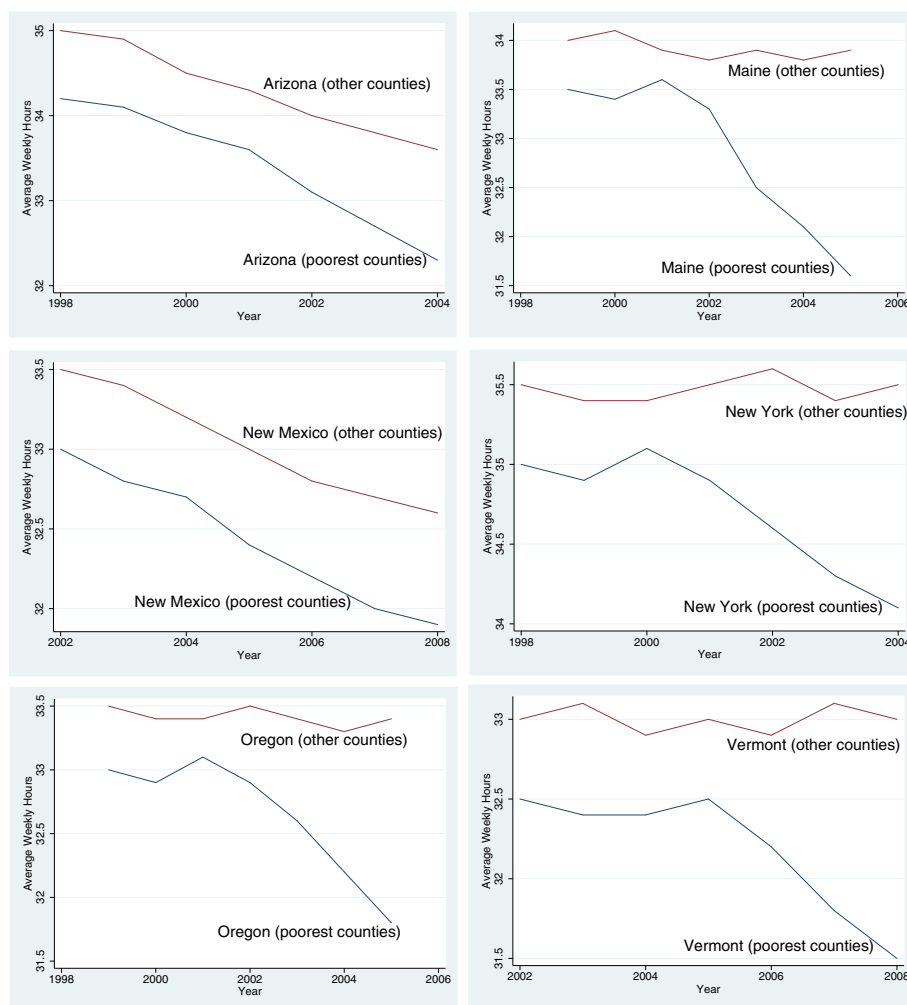 35
34
33
32
Average Weekly Hours
Arizona (other counties)
Arizona (poorest counties)
1998
2000
2002
2004
Year
34
33.5
33
32.5
32
31.5
Average Weekly Hours
Maine (other counties)
Maine (poorest counties)
1998
2000
2002
2004
2006
Year
33.5
33
32.5
32
Average Weekly Hours
New Mexico (other counties)
New Mexico (poorest counties)
2002
2004
2006
2008
Year
35.5
35
34.5
34
Average Weekly Hours
New York (other counties)
New York (poorest counties)
1998
2000
2002
2004
Year
33.5
33
32.5
32
31.5
Average Weekly Hours
Oregon (other counties)
Oregon (poorest counties)
1998
2000
2002
2004
2006
Year
33
32.5
32
31.5
Average Weekly Hours
Vermont (other counties)
Vermont (poorest counties)
2002
2004
2006
2008
Year